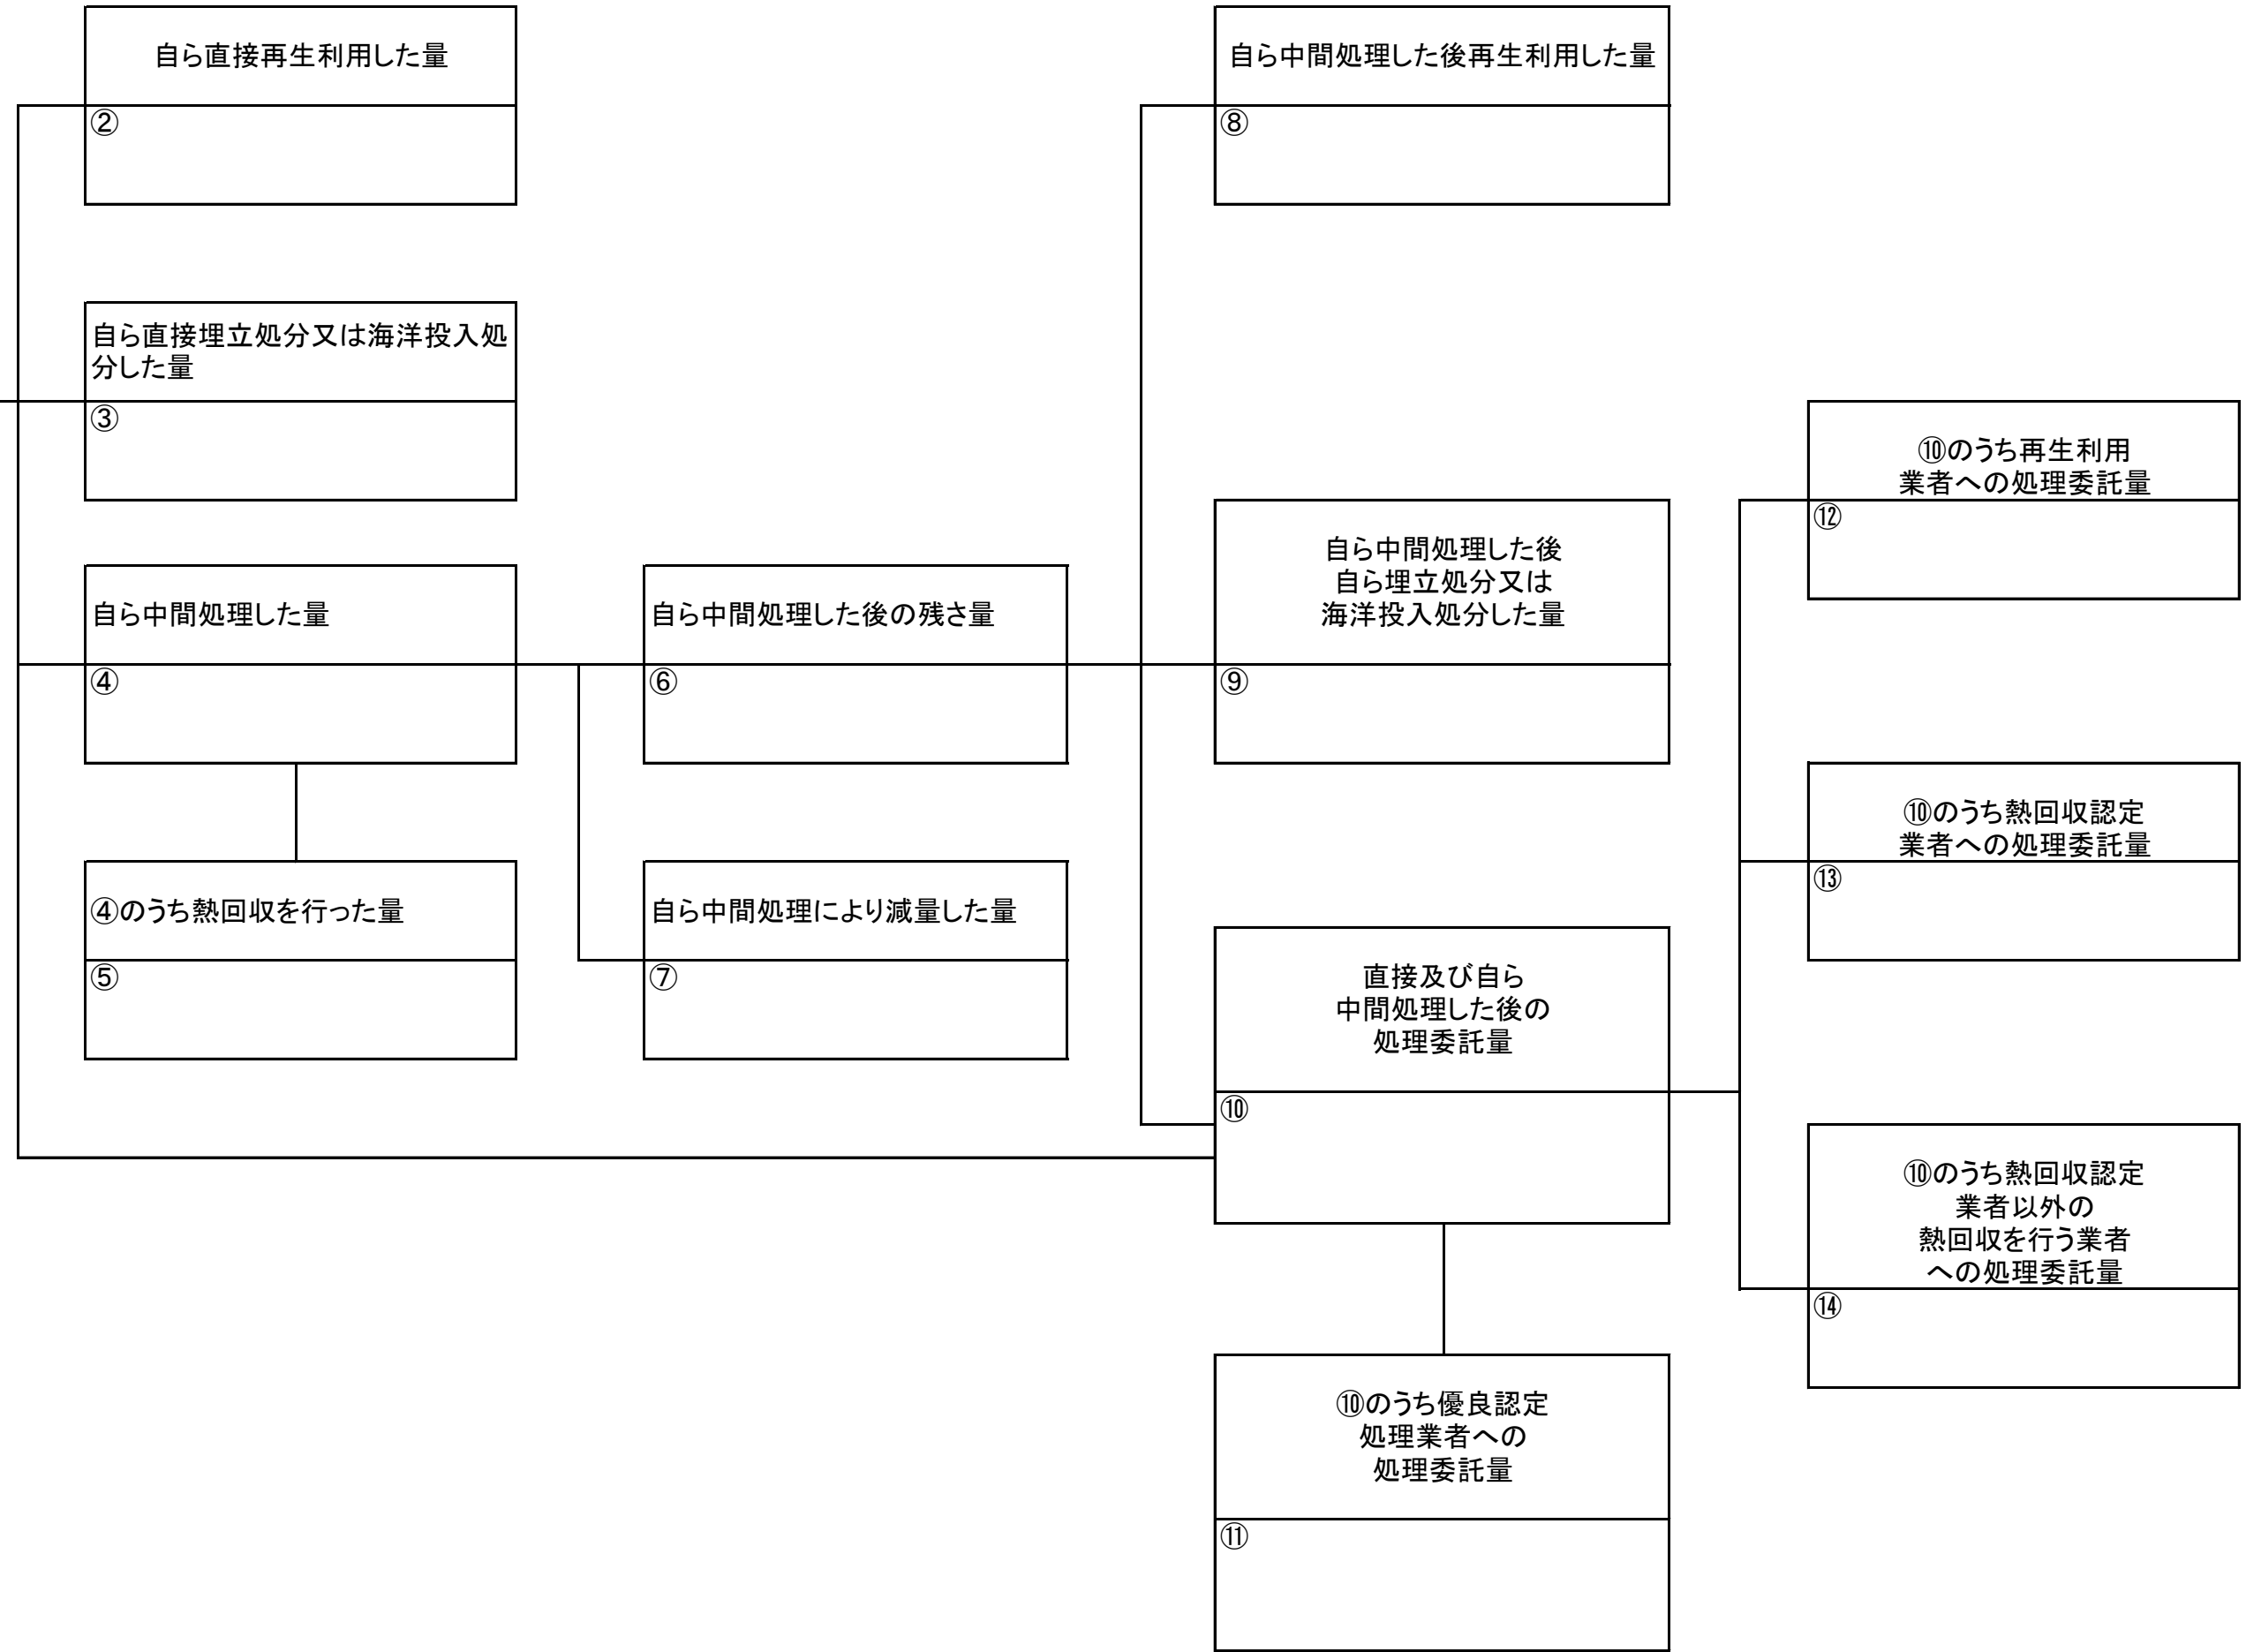 自ら直接再生利用した量
②
自ら直接埋立処分又は海洋投入処
分した量
③
自ら中間処理した量
④
④のうち熱回収を行った量
⑤
自ら中間処理した後の残さ量
⑥
自ら中間処理により減量した量
⑦
自ら中間処理した後再生利用した量
⑧
自ら中間処理した後
自ら埋立処分又は
海洋投入処分した量
⑨
直接及び自ら
中間処理した後の
処理委託量
⑩
⑩のうち優良認定
処理業者への
処理委託量
⑪
⑩のうち再生利用
業者への処理委託量
⑫
⑩のうち熱回収認定
業者への処理委託量
⑬
⑩のうち熱回収認定
業者以外の
熱回収を行う業者
への処理委託量
⑭